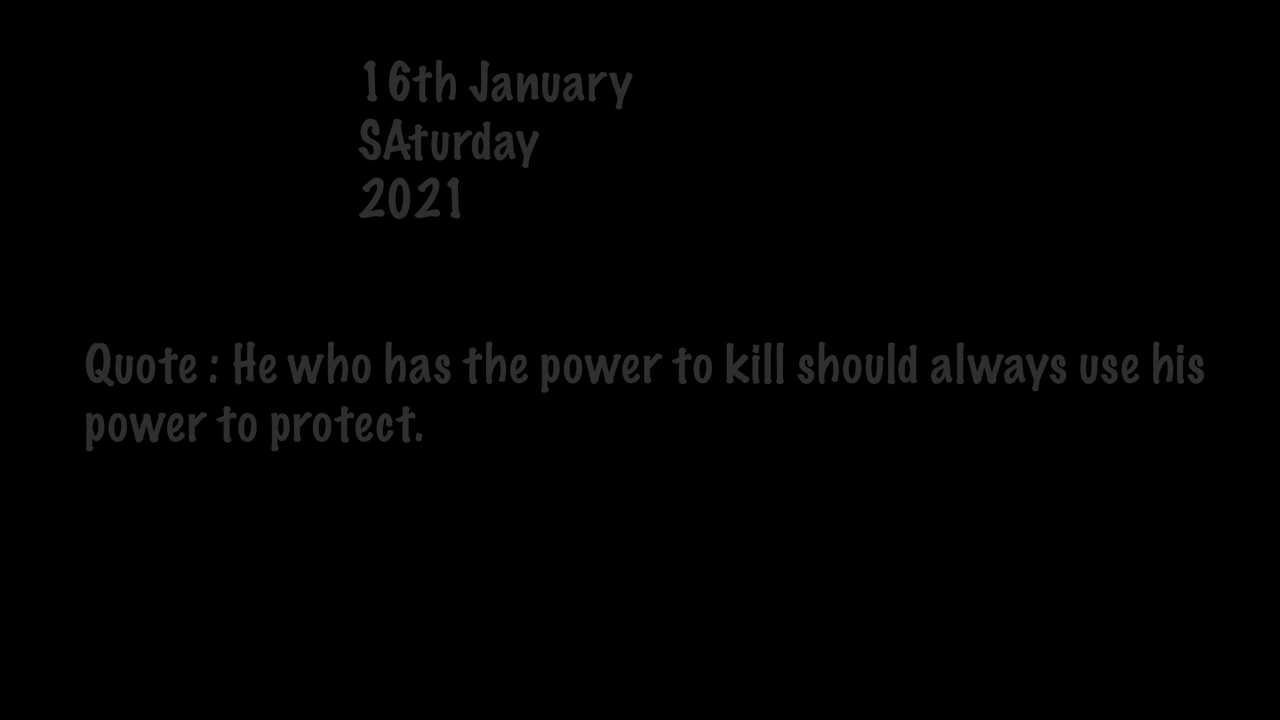 16th January
SAturday
2021
Quote : He who has the power to kill should always use his
power to protect.